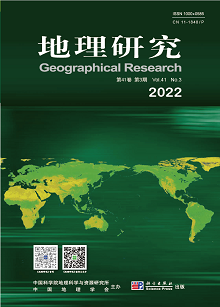 ISSN 1000-0585
CN 11-1848/P
地理研究
Geographical Research
第41卷 第3期 Vol.41 No.3
2022
中国科学院地理科学与资源研究所
中国地理学会 主办
科学出版社 出版
Science Press